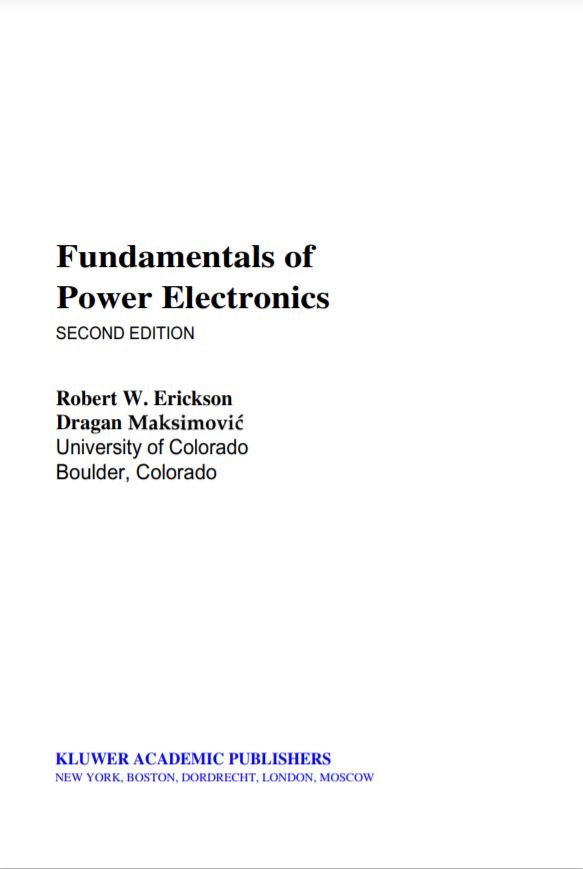 Fundamentals of
Power Electronics
SECOND EDITION
Robert W. Erickson
Dragan Maksimović
University of Colorado
Boulder, Colorado
KLUWER ACADEMIC PUBLISHERS
NEW YORK, BOSTON, DORDRECHT, LONDON, MOSCOW